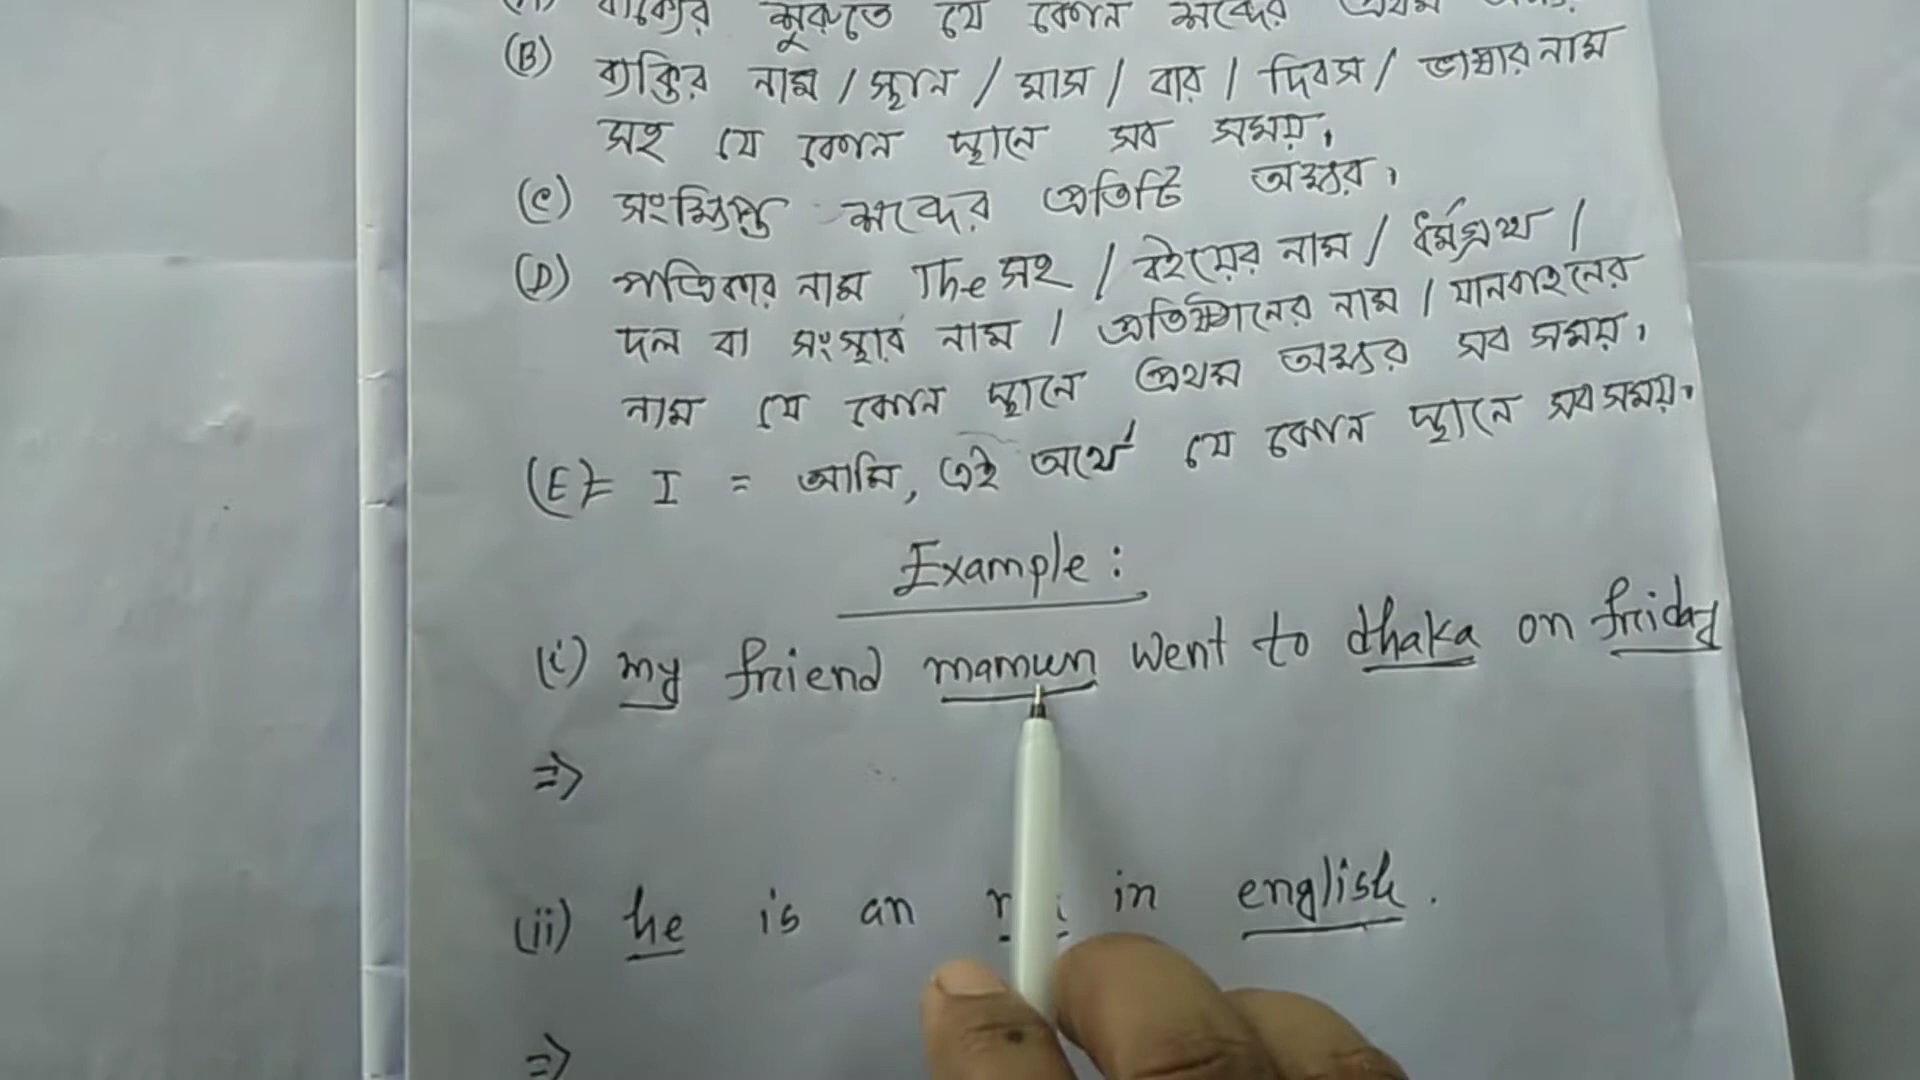 বাক্যের শুরুতে যে কোন শব্দের প্রথম
(B) ব্যক্তির নাম / স্থান / মাস / বার / দিবস / ভাষার নাম
সহ যে কোন স্থানে সব সময়।
(C) সংক্ষিপ্ত শব্দের প্রতিটি অক্ষর।
(D) পত্রিকার নাম The সহ / বইয়ের নাম / ধর্মগ্রন্থ /
দল বা সংস্থার নাম / প্রতিষ্ঠানের নাম / যানবাহনের
নাম যে কোন স্থানে প্রথম অক্ষর সব সময়।
(E) = I = আমি, এই অর্থে যে কোন স্থানে সব সময়।
Example :
(i) my friend mamun went to dhaka on friday
=>
(ii) he is an in english.
=>